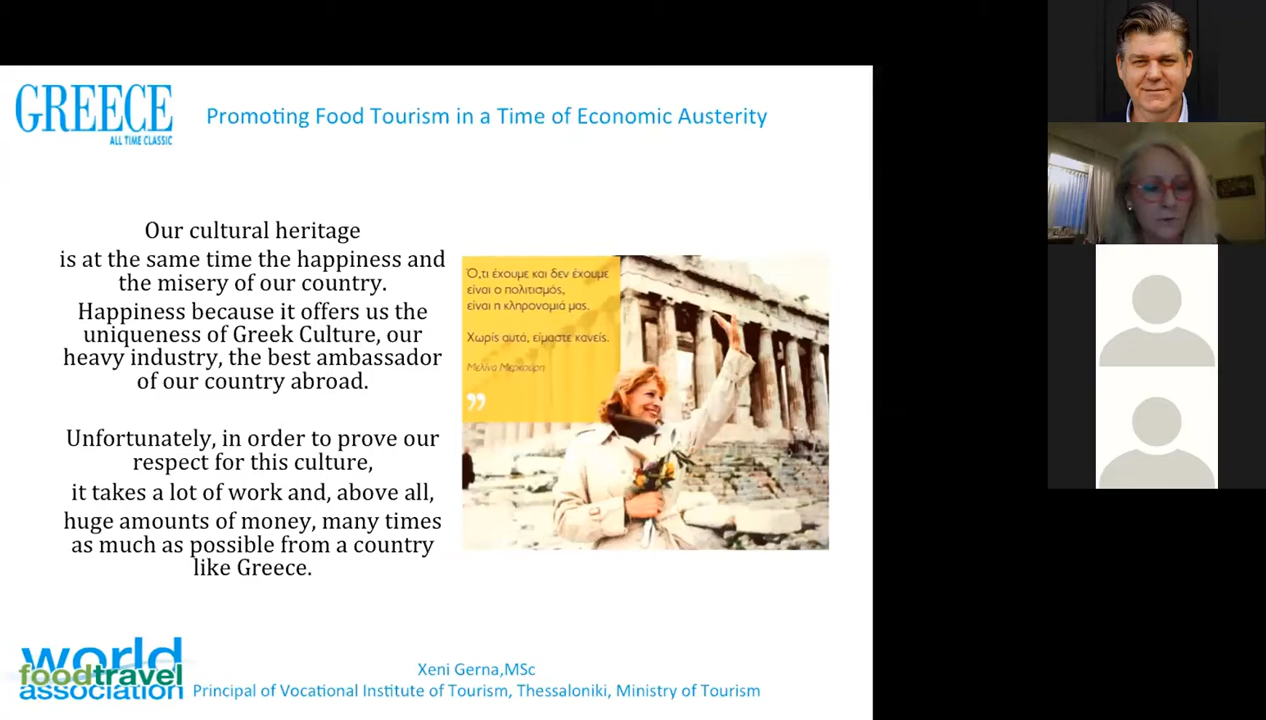 GREECE
ALL TIME CLASSIC
Promoting Food Tourism in a Time of Economic Austerity
Our cultural heritage
is at the same time the happiness and
the misery of our country.
Happiness because it offers us the
uniqueness of Greek Culture, our
heavy industry, the best ambassador
of our country abroad.
Unfortunately, in order to prove our
respect for this culture,
it takes a lot of work and, above all,
huge amounts of money, many times
as much as possible from a country
like Greece.
Ό,τι έχουμε και δεν έχουμε
είναι ο πολιτισμός,
είναι η κληρονομιά μας.
Χωρίς αυτά, είμαστε κανείς.
Μελίνα Μερκούρη
world
foodtravel
association
Xeni Gerna,MSc
Principal of Vocational Institute of Tourism, Thessaloniki, Ministry of Tourism